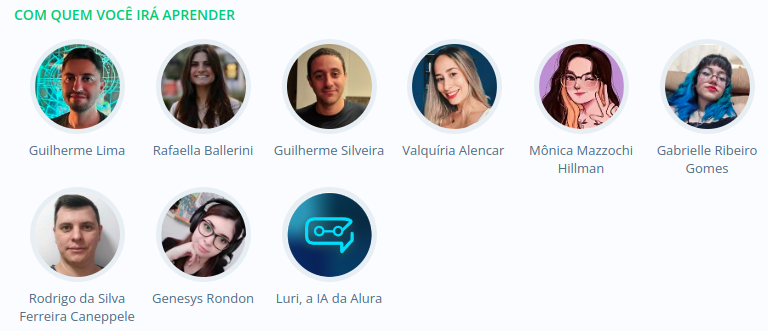 COM QUEM VOCÊ IRÁ APRENDER
Guilherme Lima
Rafaella Ballerini
Guilherme Silveira
Valquíria Alencar
Mônica Mazzochi
Hillman
Gabrielle Ribeiro
Gomes
Rodrigo da Silva
Ferreira Caneppele
Genesys Rondon
Luri, a IA da Alura